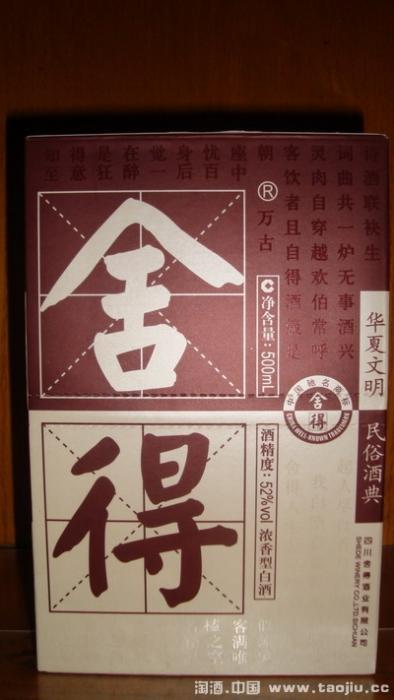 舍
得
®
万古
净含量：500mL
酒精度：52%vol 浓香型白酒
华夏文明
民俗酒典
中国驰名商标
舍得
CHINA WELL-KNOWN TRADEMARK
四川舍得酒业有限公司
SHEDE WINERY CO.,LTD.SICHUAN
诗酒联袂生
词曲共一炉无事酒兴
灵肉自穿越欢伯常呼
客饮者且自得酒
朝
座中
忧百
身后
觉一
在醉
是狂
得意
知至
客满唯
淘酒.中国 www.taojiu.cc